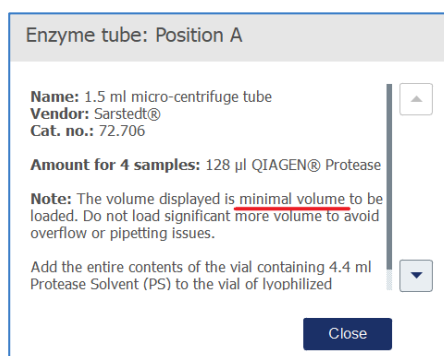 Enzyme tube: Position A
Name: 1.5 ml micro-centrifuge tube
Vendor: Sarstedt®
Cat. no.: 72.706
Amount for 4 samples: 128 µl QIAGEN® Protease
Note: The volume displayed is minimal volume to be
loaded. Do not load significant more volume to avoid
overflow or pipetting issues.
Add the entire contents of the vial containing 4.4 ml
Protease Solvent (PS) to the vial of lyophilized
Close